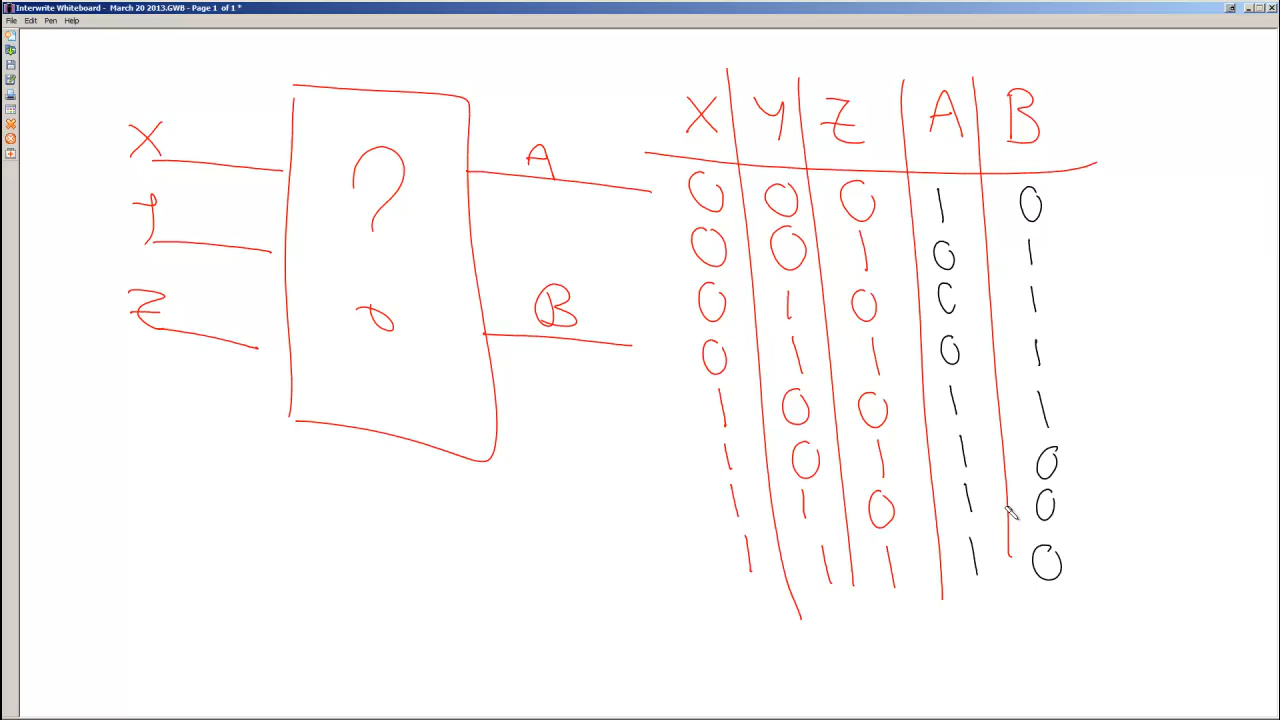 Interwrite Whiteboard - March 20 2013.GWB - Page 1 of 1 *
File Edit Pen Help
X
Y
Z
?
A
B
X Y Z A B
0 0 0 1 0
0 0 1 0 1
0 1 0 0 1
0 1 1 0 1
1 0 0 1 1
1 0 1 1 0
1 1 0 1 0
1 1 1 1 0